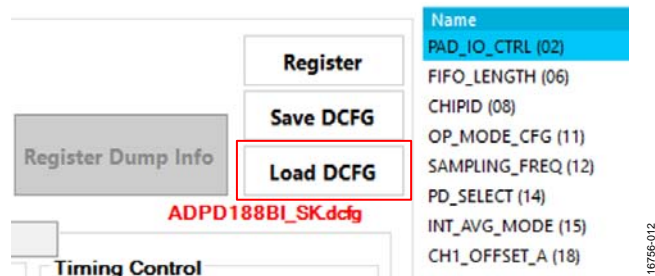 Register
Save DCFG
Register Dump Info
Load DCFG
ADPD188BI_SK.dcfg
Timing Control
Name
PAD_IO_CTRL (02)
FIFO_LENGTH (06)
CHIPID (08)
OP_MODE_CFG (11)
SAMPLING_FREQ (12)
PD_SELECT (14)
INT_AVG_MODE (15)
CH1_OFFSET_A (18)
16756-012